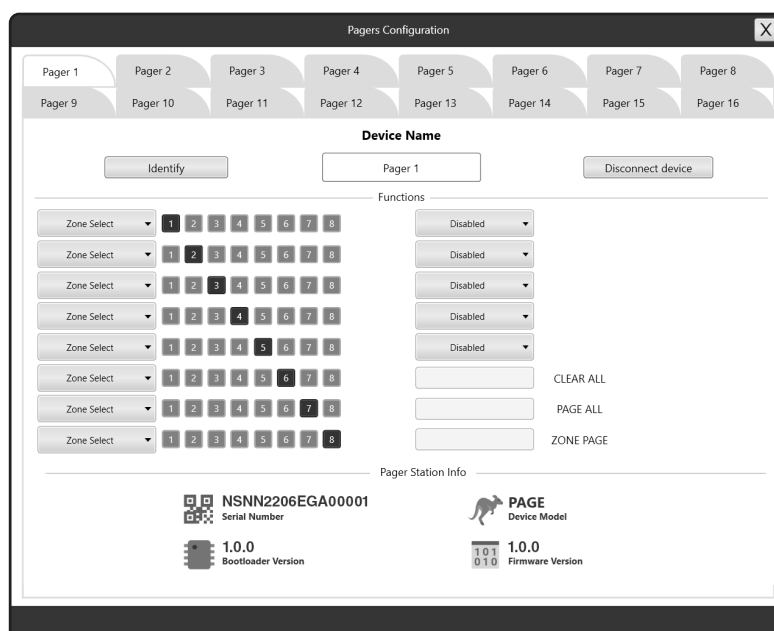 Pagers Configuration X
Pager 1 Pager 2 Pager 3 Pager 4 Pager 5 Pager 6 Pager 7 Pager 8
Pager 9 Pager 10 Pager 11 Pager 12 Pager 13 Pager 14 Pager 15 Pager 16
Device Name
Identify Pager 1 Disconnect device
Functions
Zone Select 1 2 3 4 5 6 7 8 Disabled
Zone Select 1 2 3 4 5 6 7 8 Disabled
Zone Select 1 2 3 4 5 6 7 8 Disabled
Zone Select 1 2 3 4 5 6 7 8 Disabled
Zone Select 1 2 3 4 5 6 7 8 Disabled
Zone Select 1 2 3 4 5 6 7 8 CLEAR ALL
Zone Select 1 2 3 4 5 6 7 8 PAGE ALL
Zone Select 1 2 3 4 5 6 7 8 ZONE PAGE
Pager Station Info
NSNN2206EGA00001 PAGE
Serial Number Device Model
1.0.0 101 1.0.0
Bootloader Version 010 Firmware Version